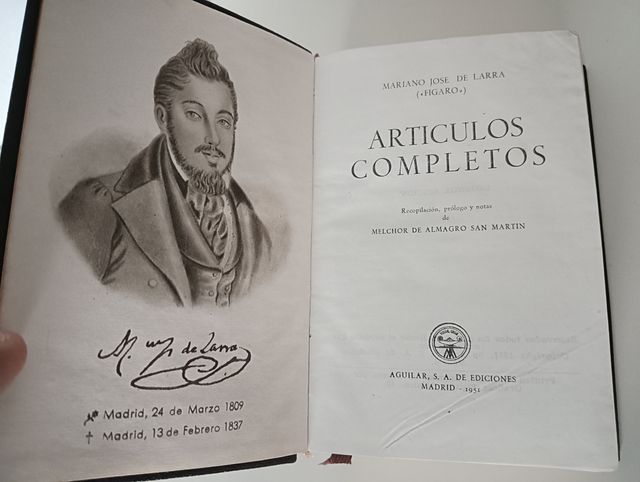 M. J. de Larra
Madrid, 24 de Marzo 1809
Madrid, 13 de Febrero 1837
MARIANO JOSE DE LARRA
(«FIGARO»)
ARTICULOS
COMPLETOS
Recopilación, prólogo y notas
de
MELCHOR DE ALMAGRO SAN MARTIN
AGUILAR, S. A. DE EDICIONES
MADRID - 1951